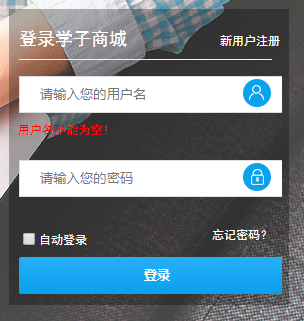 登录学子商城
新用户注册
请输入您的用户名
用户名不能为空!
请输入您的密码
自动登录
忘记密码?
登录